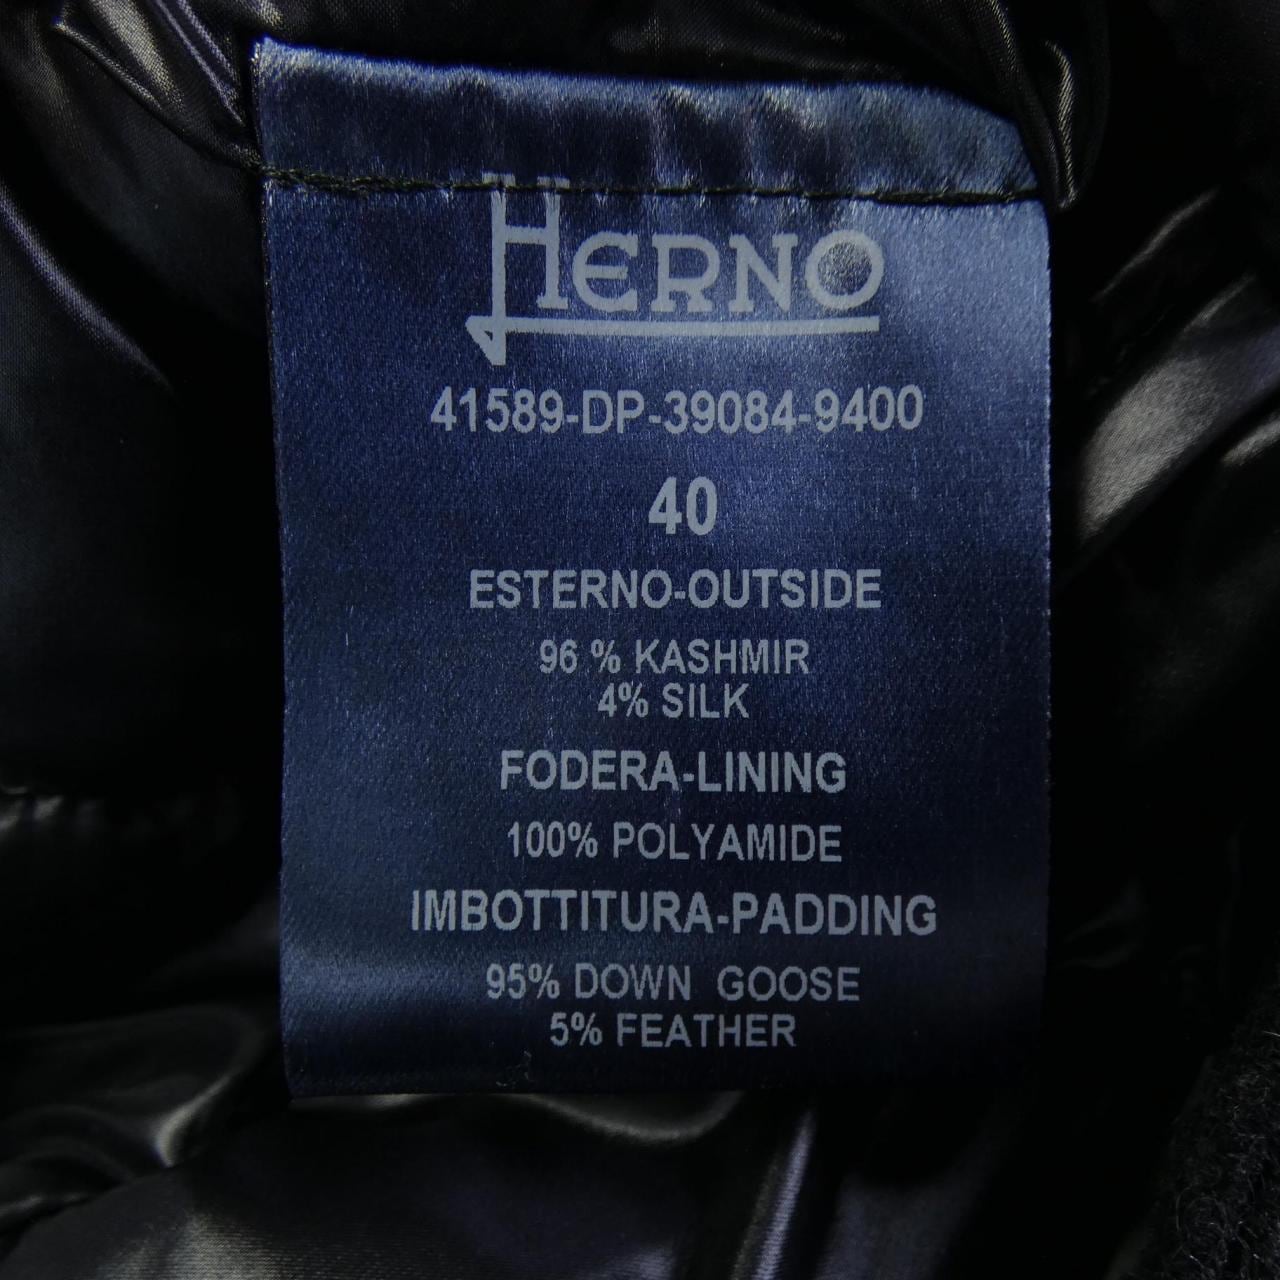 HERNO
41589-DP-39084-9400
40
ESTERNO-OUTSIDE
96 % KASHMIR
4% SILK
FODERA-LINING
100% POLYAMIDE
IMBOTTITURA-PADDING
95% DOWN GOOSE
5% FEATHER